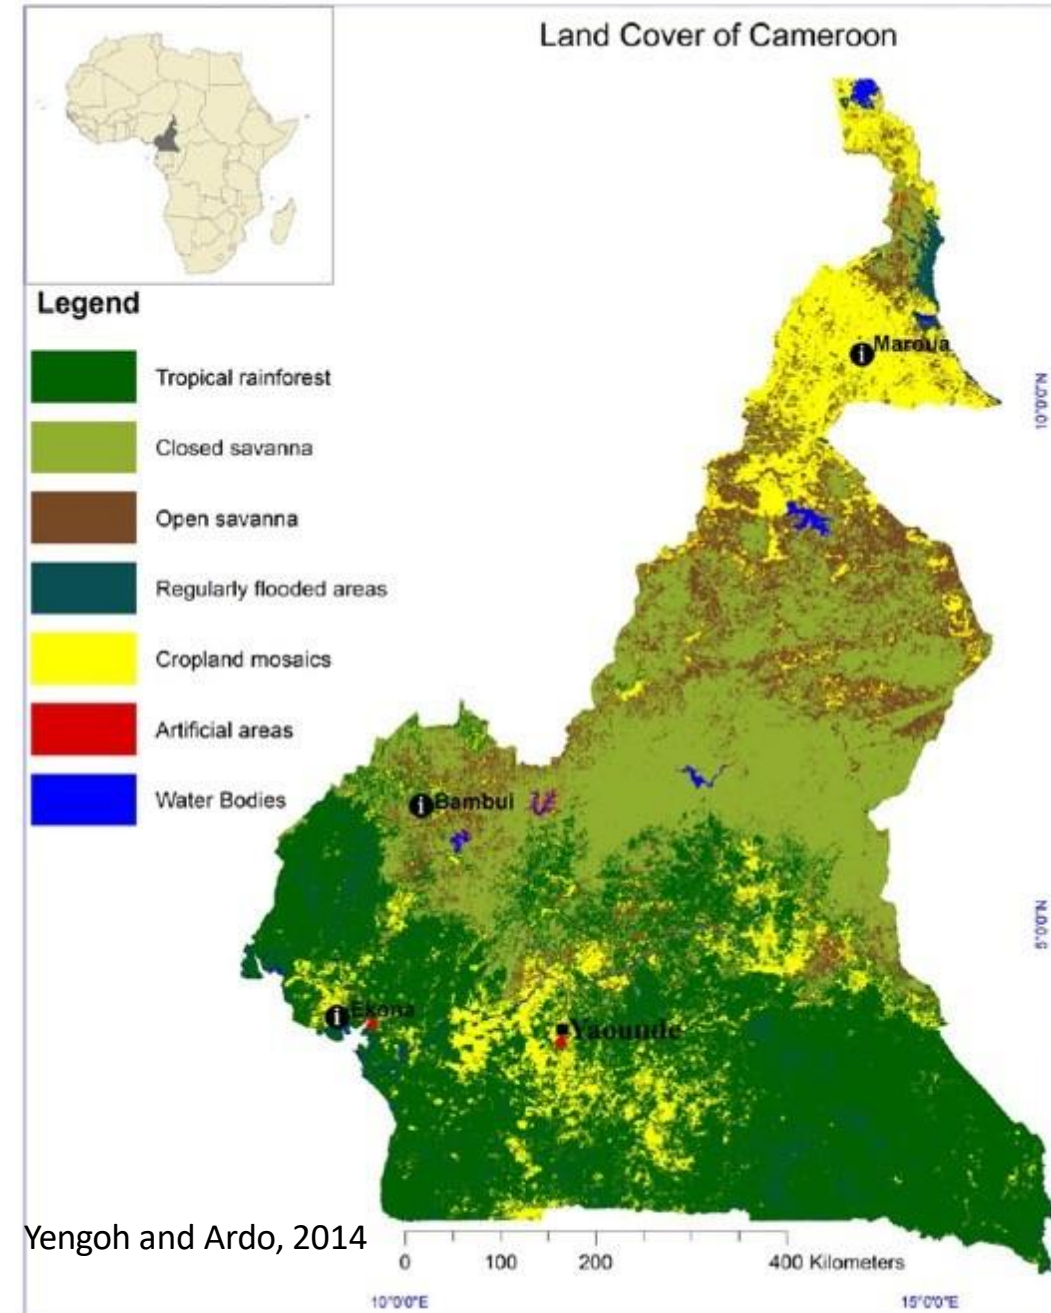 Land Cover of Cameroon
Legend
Tropical rainforest
Closed savanna
Open savanna
Regularly flooded areas
Cropland mosaics
Artificial areas
Water Bodies
i Maroua
i Bambui
i Ekona
Yaounde
10°0'0"N
5°0'0"N
Yengoh and Ardo, 2014
0 100 200 400 Kilometers
10°0'0"E 15°0'0"E